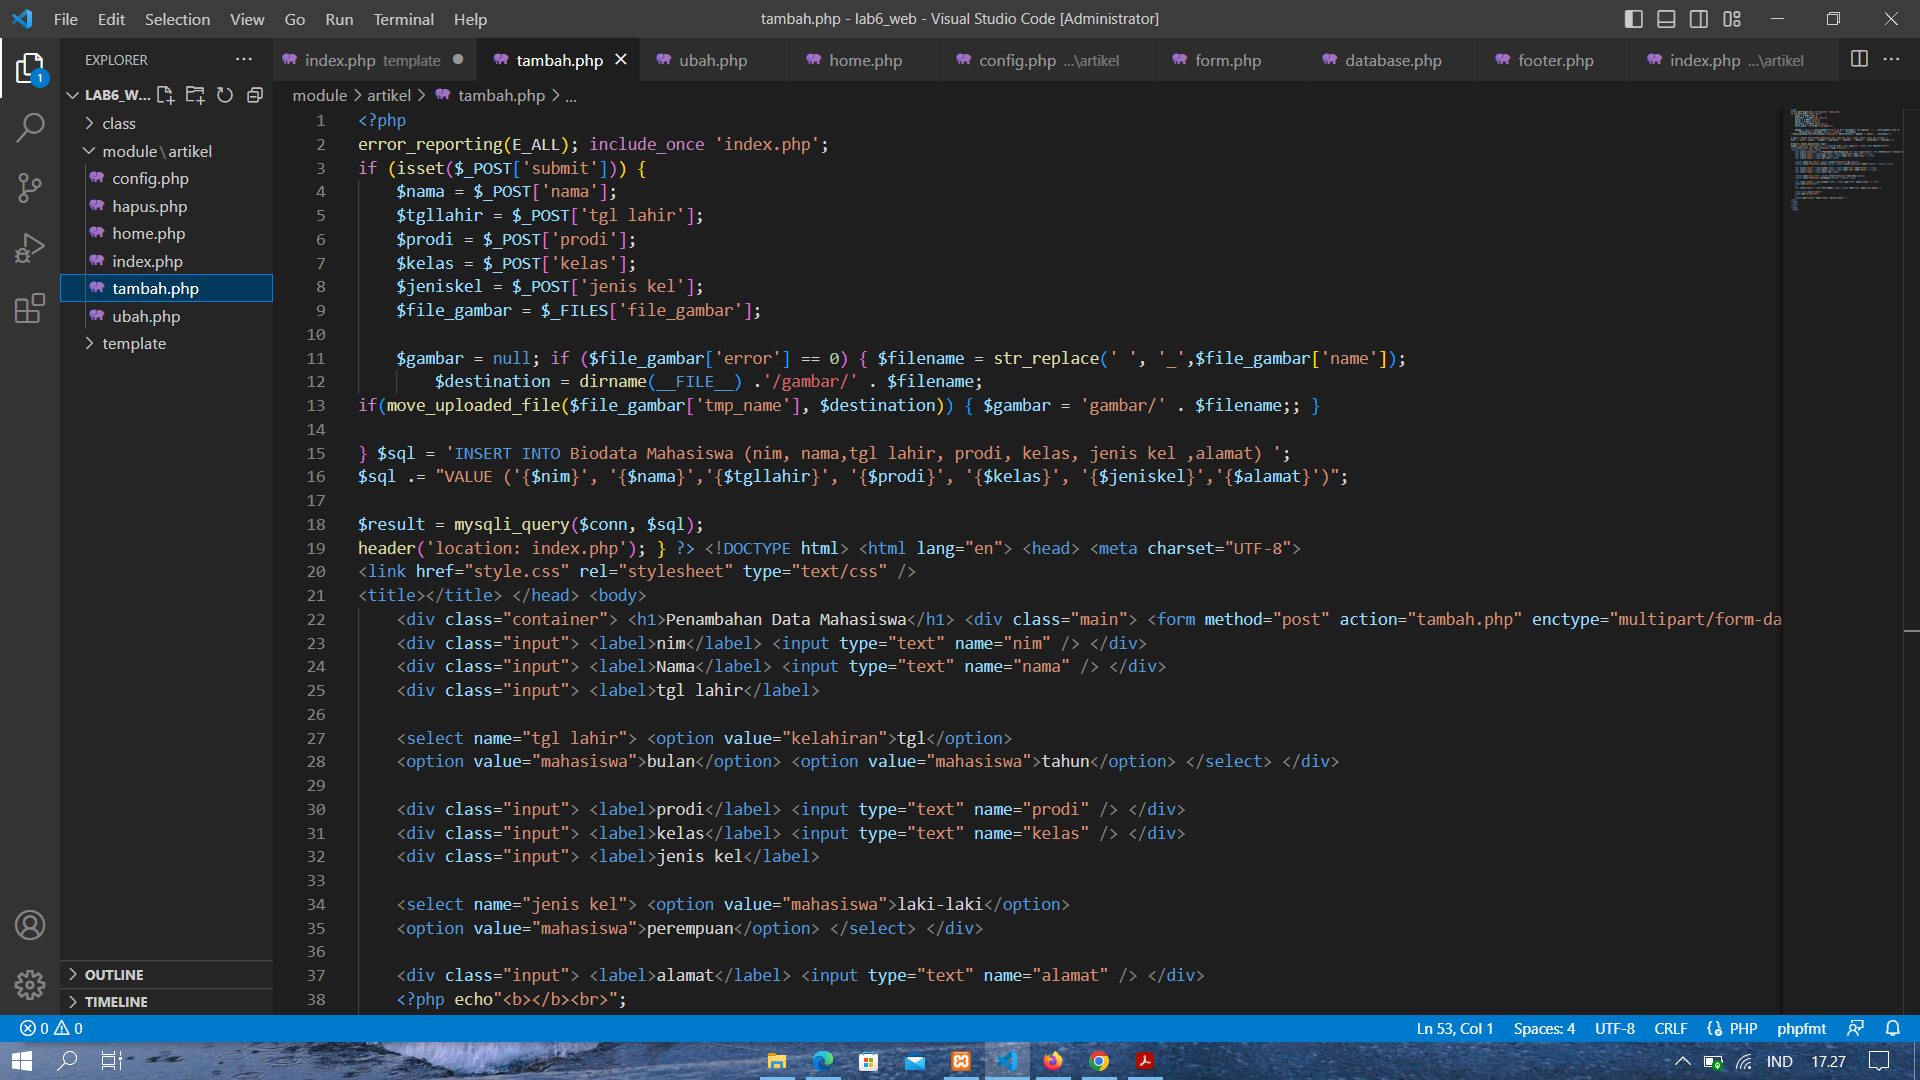 File Edit Selection View Go Run Terminal Help
tambah.php - lab6_web - Visual Studio Code [Administrator]
EXPLORER
index.php template
tambah.php
ubah.php
home.php
config.php ...\artikel
form.php
database.php
footer.php
index.php ...\artikel
1
LAB6_W...
module > artikel > tambah.php > ...
class
module\artikel
config.php
hapus.php
home.php
index.php
tambah.php
ubah.php
template
OUTLINE
TIMELINE
1 <?php
2 error_reporting(E_ALL); include_once 'index.php';
3 if (isset($_POST['submit'])) {
4     $nama = $_POST['nama'];
5     $tgllahir = $_POST['tgl lahir'];
6     $prodi = $_POST['prodi'];
7     $kelas = $_POST['kelas'];
8     $jeniskel = $_POST['jenis kel'];
9     $file_gambar = $_FILES['file_gambar'];
10
11     $gambar = null; if ($file_gambar['error'] == 0) { $filename = str_replace(' ', '_',$file_gambar['name']);
12         $destination = dirname(__FILE__) .'/gambar/' . $filename;
13 if(move_uploaded_file($file_gambar['tmp_name'], $destination)) { $gambar = 'gambar/' . $filename;; }
14
15 } $sql = 'INSERT INTO Biodata Mahasiswa (nim, nama,tgl lahir, prodi, kelas, jenis kel ,alamat) ';
16 $sql .= "VALUE ('{$nim}', '{$nama}','{$tgllahir}', '{$prodi}', '{$kelas}', '{$jeniskel}','{$alamat}')";
17
18 $result = mysqli_query($conn, $sql);
19 header('location: index.php'); } ?> <!DOCTYPE html> <html lang="en"> <head> <meta charset="UTF-8">
20 <link href="style.css" rel="stylesheet" type="text/css" />
21 <title></title> </head> <body>
22     <div class="container"> <h1>Penambahan Data Mahasiswa</h1> <div class="main"> <form method="post" action="tambah.php" enctype="multipart/form-da
23     <div class="input"> <label>nim</label> <input type="text" name="nim" /> </div>
24     <div class="input"> <label>Nama</label> <input type="text" name="nama" /> </div>
25     <div class="input"> <label>tgl lahir</label>
26
27     <select name="tgl lahir"> <option value="kelahiran">tgl</option>
28     <option value="mahasiswa">bulan</option> <option value="mahasiswa">tahun</option> </select> </div>
29
30     <div class="input"> <label>prodi</label> <input type="text" name="prodi" /> </div>
31     <div class="input"> <label>kelas</label> <input type="text" name="kelas" /> </div>
32     <div class="input"> <label>jenis kel</label>
33
34     <select name="jenis kel"> <option value="mahasiswa">laki-laki</option>
35     <option value="mahasiswa">perempuan</option> </select> </div>
36
37     <div class="input"> <label>alamat</label> <input type="text" name="alamat" /> </div>
38     <?php echo"<b></b><br>";
0 0
Ln 53, Col 1 Spaces: 4 UTF-8 CRLF PHP phpfmt
IND 17.27